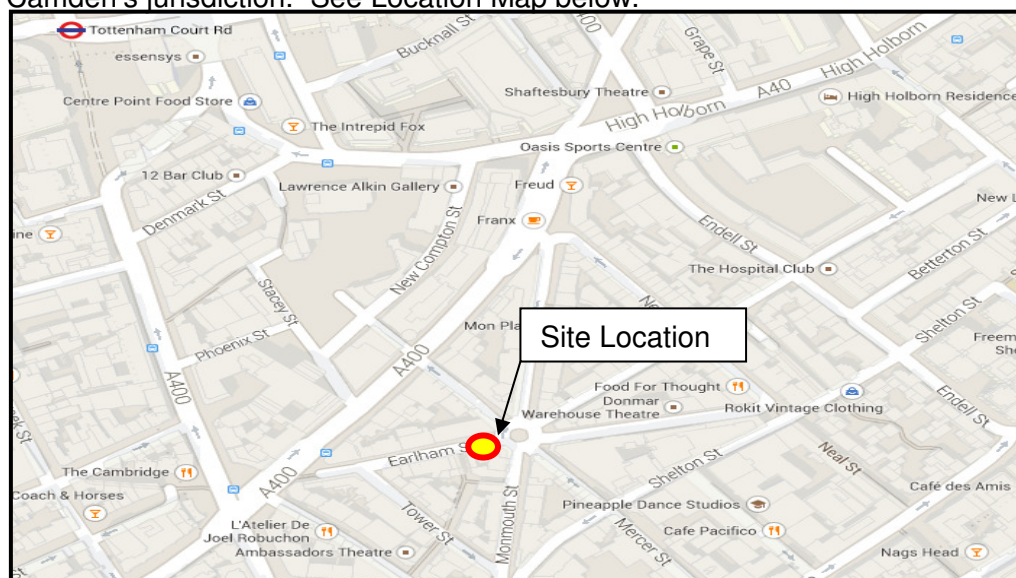 Camden's jurisdiction. See Location Map below.
Tottenham Court Rd
Bucknall St
A400
Grape St
High Holborn
essensys
Shaftesbury Theatre
A40
Centre Point Food Store
High Holborn Residence
High Holborn
The Intrepid Fox
Oasis Sports Centre
12 Bar Club
Lawrence Alkin Gallery
Freud
Denmark St
New L
Franx
Endell St
Betterton St
New Compton St
The Hospital Club
Stacey St
Ne
Shelton St
Mon Pla
Site Location
Phoenix St
A400
Freem
Sho
A400
Food For Thought
Donmar
Warehouse Theatre
Rokit Vintage Clothing
Endell St
Earlham S
Neal St
The Cambridge
Shelton St
Coach & Horses
A400
Café des Amis
Tower St
Monmouth St
Pineapple Dance Studios
L'Atelier De
Joel Robuchon
Cafe Pacifico
Mercer St
Ambassadors Theatre
Nags Head